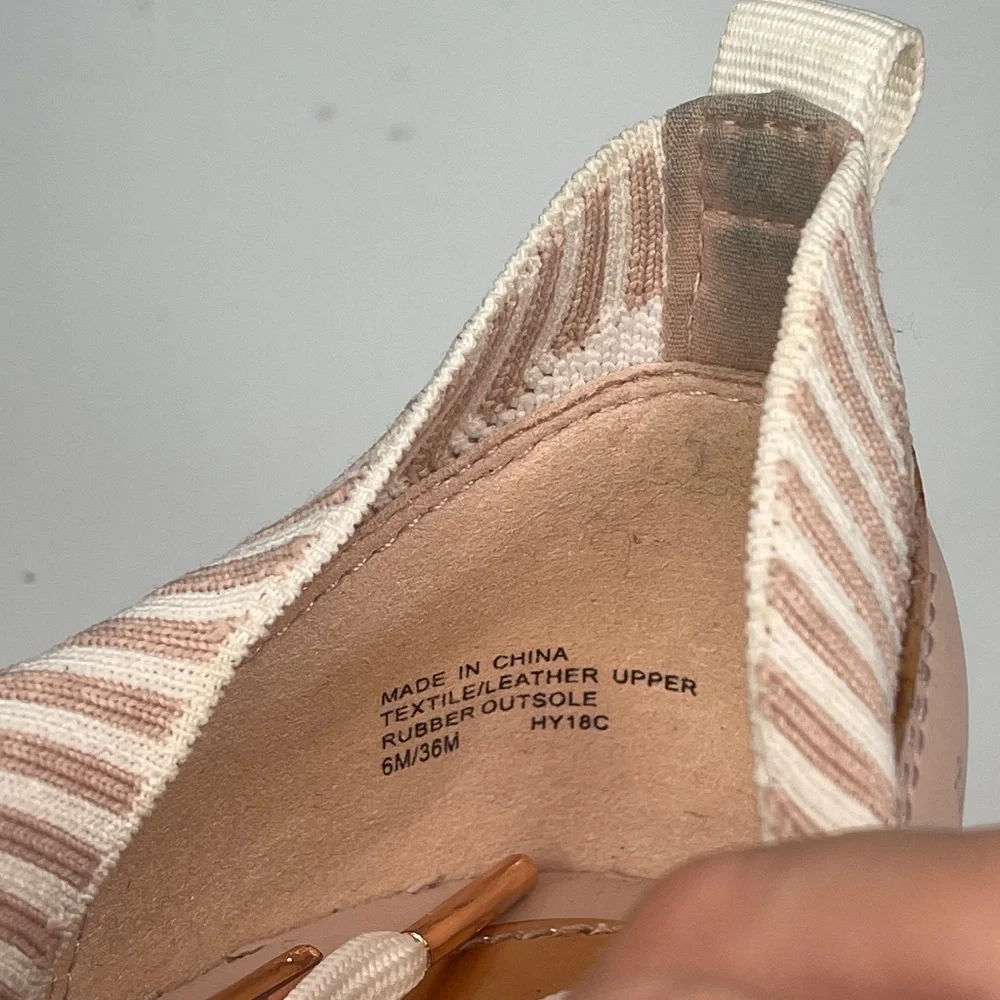 MADE IN CHINA
TEXTILE/LEATHER UPPER
RUBBER OUTSOLE
HY18C
6M/36M